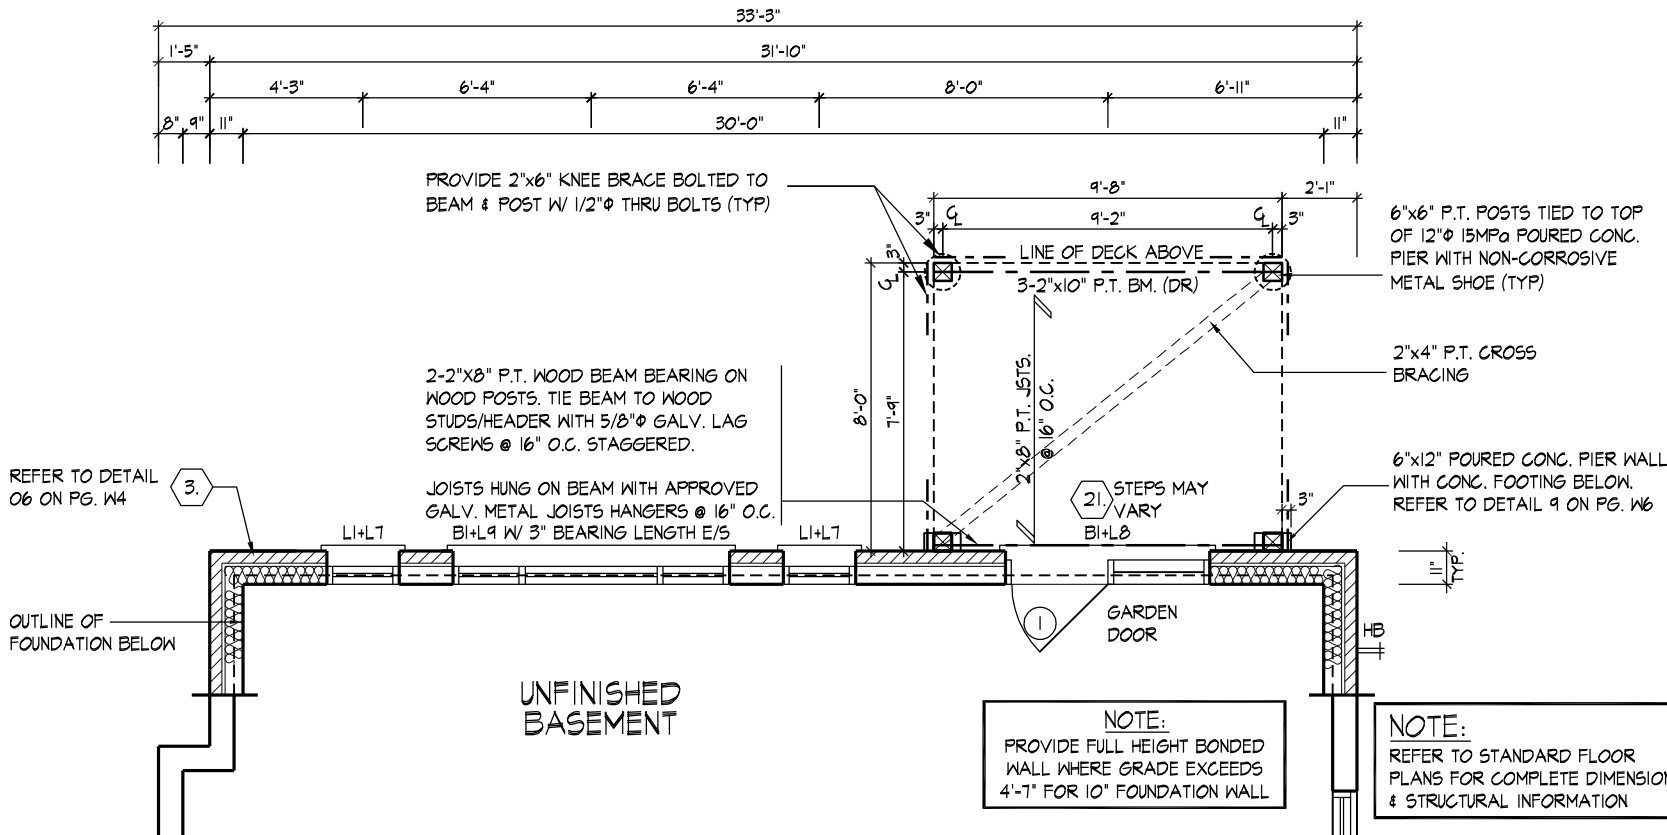 33'-3"
1'-5"
31'-10"
4'-3"
6'-4"
6'-4"
8'-0"
6'-11"
8"
9"
11"
30'-0"
11"
PROVIDE 2"x6" KNEE BRACE BOLTED TO
BEAM & POST W/ 1/2"Φ THRU BOLTS (TYP)
9'-8"
2'-1"
3"
CL
9'-2"
CL
3"
6"x6" P.T. POSTS TIED TO TOP
OF 12"Φ 15MPa POURED CONC.
PIER WITH NON-CORROSIVE
METAL SHOE (TYP)
3"
CL
LINE OF DECK ABOVE
3-2"x10" P.T. BM. (DR)
2"x4" P.T. CROSS
BRACING
8'-0"
7'-9"
2"x8" P.T. JSTS.
@ 16" O.C.
2-2"X8" P.T. WOOD BEAM BEARING ON
WOOD POSTS. TIE BEAM TO WOOD
STUDS/HEADER WITH 5/8"Φ GALV. LAG
SCREWS @ 16" O.C. STAGGERED.
JOISTS HUNG ON BEAM WITH APPROVED
GALV. METAL JOISTS HANGERS @ 16" O.C.
REFER TO DETAIL
06 ON PG. W4
3.
21.
STEPS MAY
VARY
3"
6"x12" POURED CONC. PIER WALL
WITH CONC. FOOTING BELOW.
REFER TO DETAIL 9 ON PG. W6
L1+L7
B1+L9 W/ 3" BEARING LENGTH E/S
L1+L7
B1+L8
11"
TYP.
OUTLINE OF
FOUNDATION BELOW
1
GARDEN
DOOR
HB
UNFINISHED
BASEMENT
NOTE:
PROVIDE FULL HEIGHT BONDED
WALL WHERE GRADE EXCEEDS
4'-7" FOR 10" FOUNDATION WALL
NOTE:
REFER TO STANDARD FLOOR
PLANS FOR COMPLETE DIMENSION
& STRUCTURAL INFORMATION